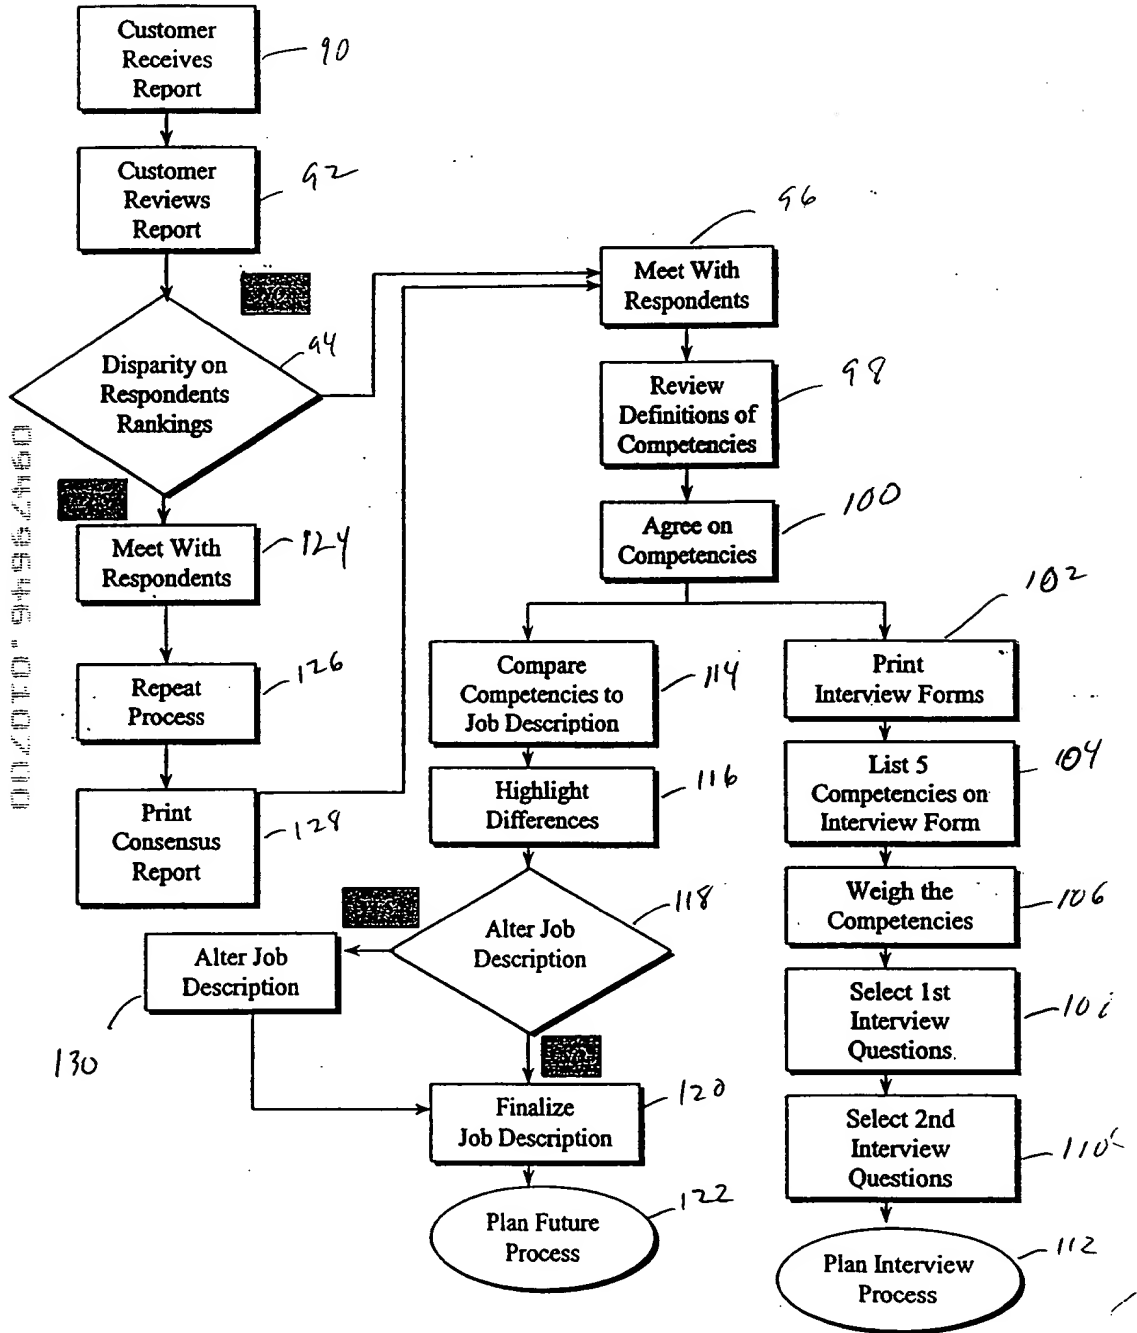 Customer
Receives
Report
90
Customer
Reviews
Report
92
Disparity on
Respondents
Rankings
94
Meet With
Respondents
124
Repeat
Process
126
Print
Consensus
Report
128
Meet With
Respondents
96
Review
Definitions of
Competencies
98
Agree on
Competencies
100
Compare
Competencies to
Job Description
114
Highlight
Differences
116
Alter Job
Description
118
Alter Job
Description
130
Finalize
Job Description
120
Plan Future
Process
122
Print
Interview Forms
102
List 5
Competencies on
Interview Form
104
Weigh the
Competencies
106
Select 1st
Interview
Questions
Select 2nd
Interview
Questions
110
Plan Interview
Process
112